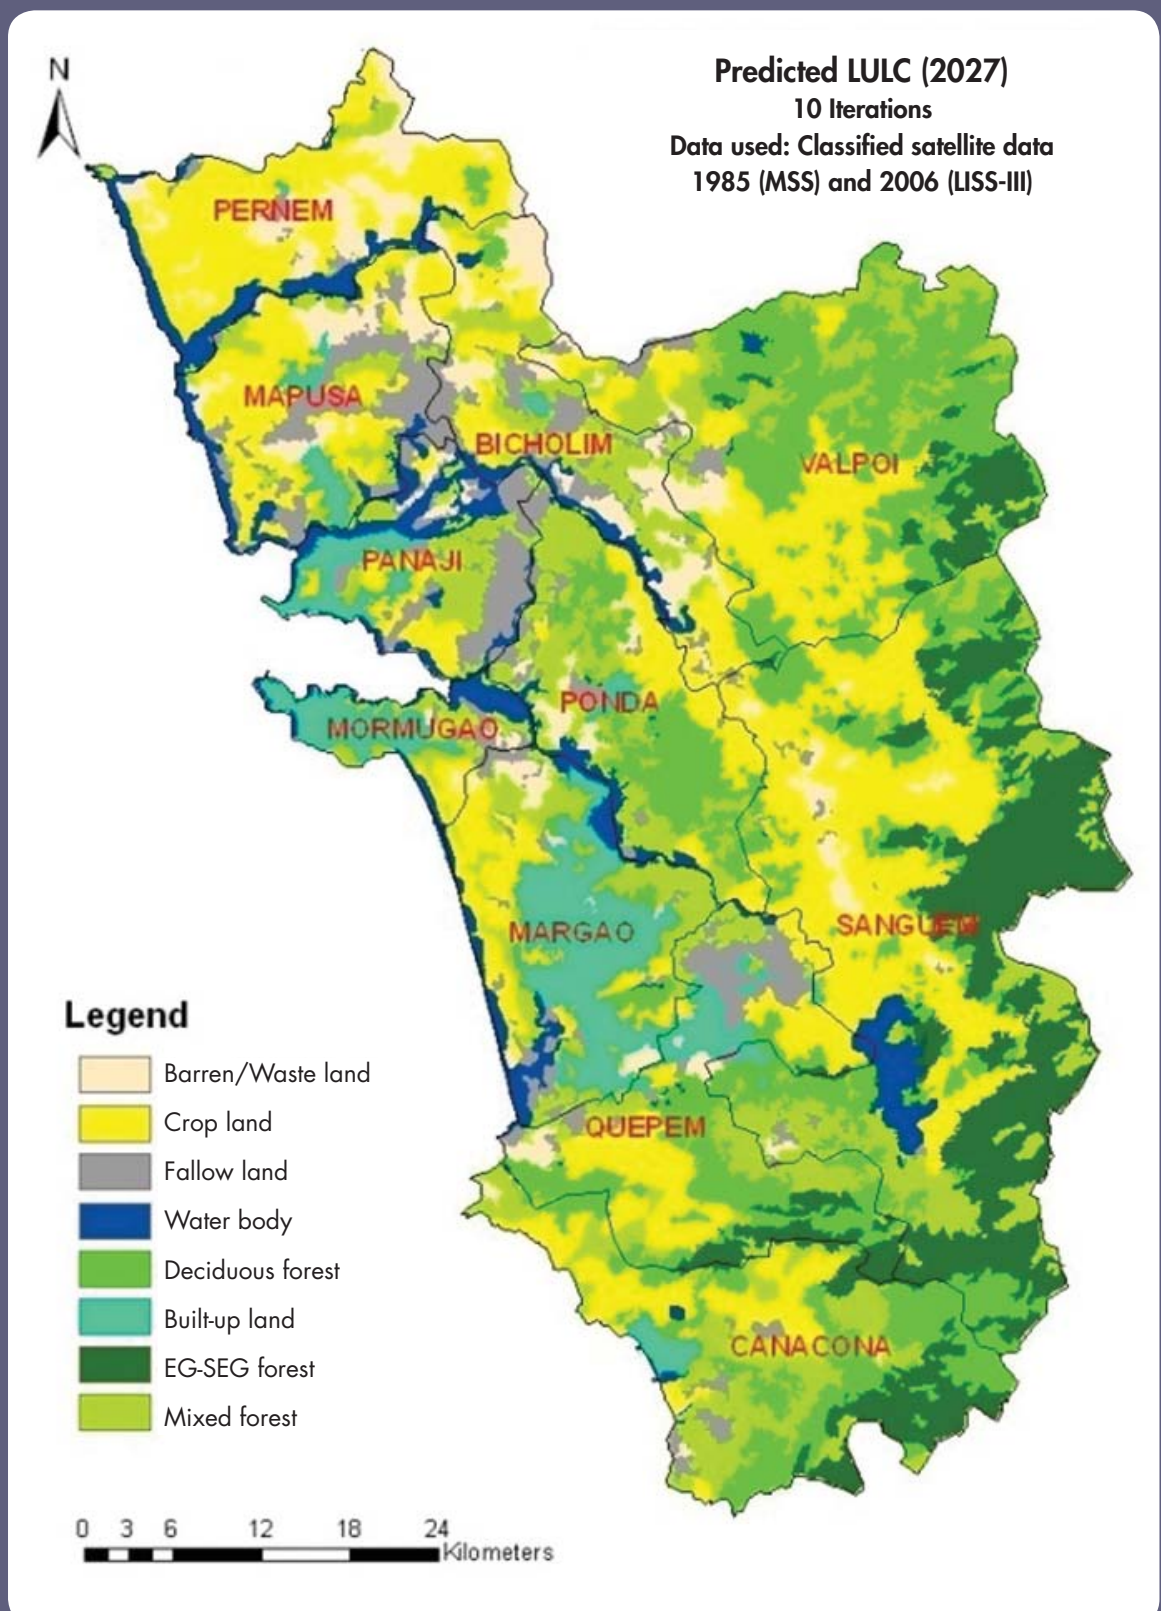 N
Predicted LULC (2027)
10 Iterations
Data used: Classified satellite data
1985 (MSS) and 2006 (LISS-III)
PERNEM
MAPUSA
BICHOLIM
VALPOI
PANAJI
PONDA
MORMUGAO
MARGAO
SANGUEM
QUEPEM
CANACONA
Legend
Barren/Waste land
Crop land
Fallow land
Water body
Deciduous forest
Built-up land
EG-SEG forest
Mixed forest
0 3 6 12 18 24
Kilometers